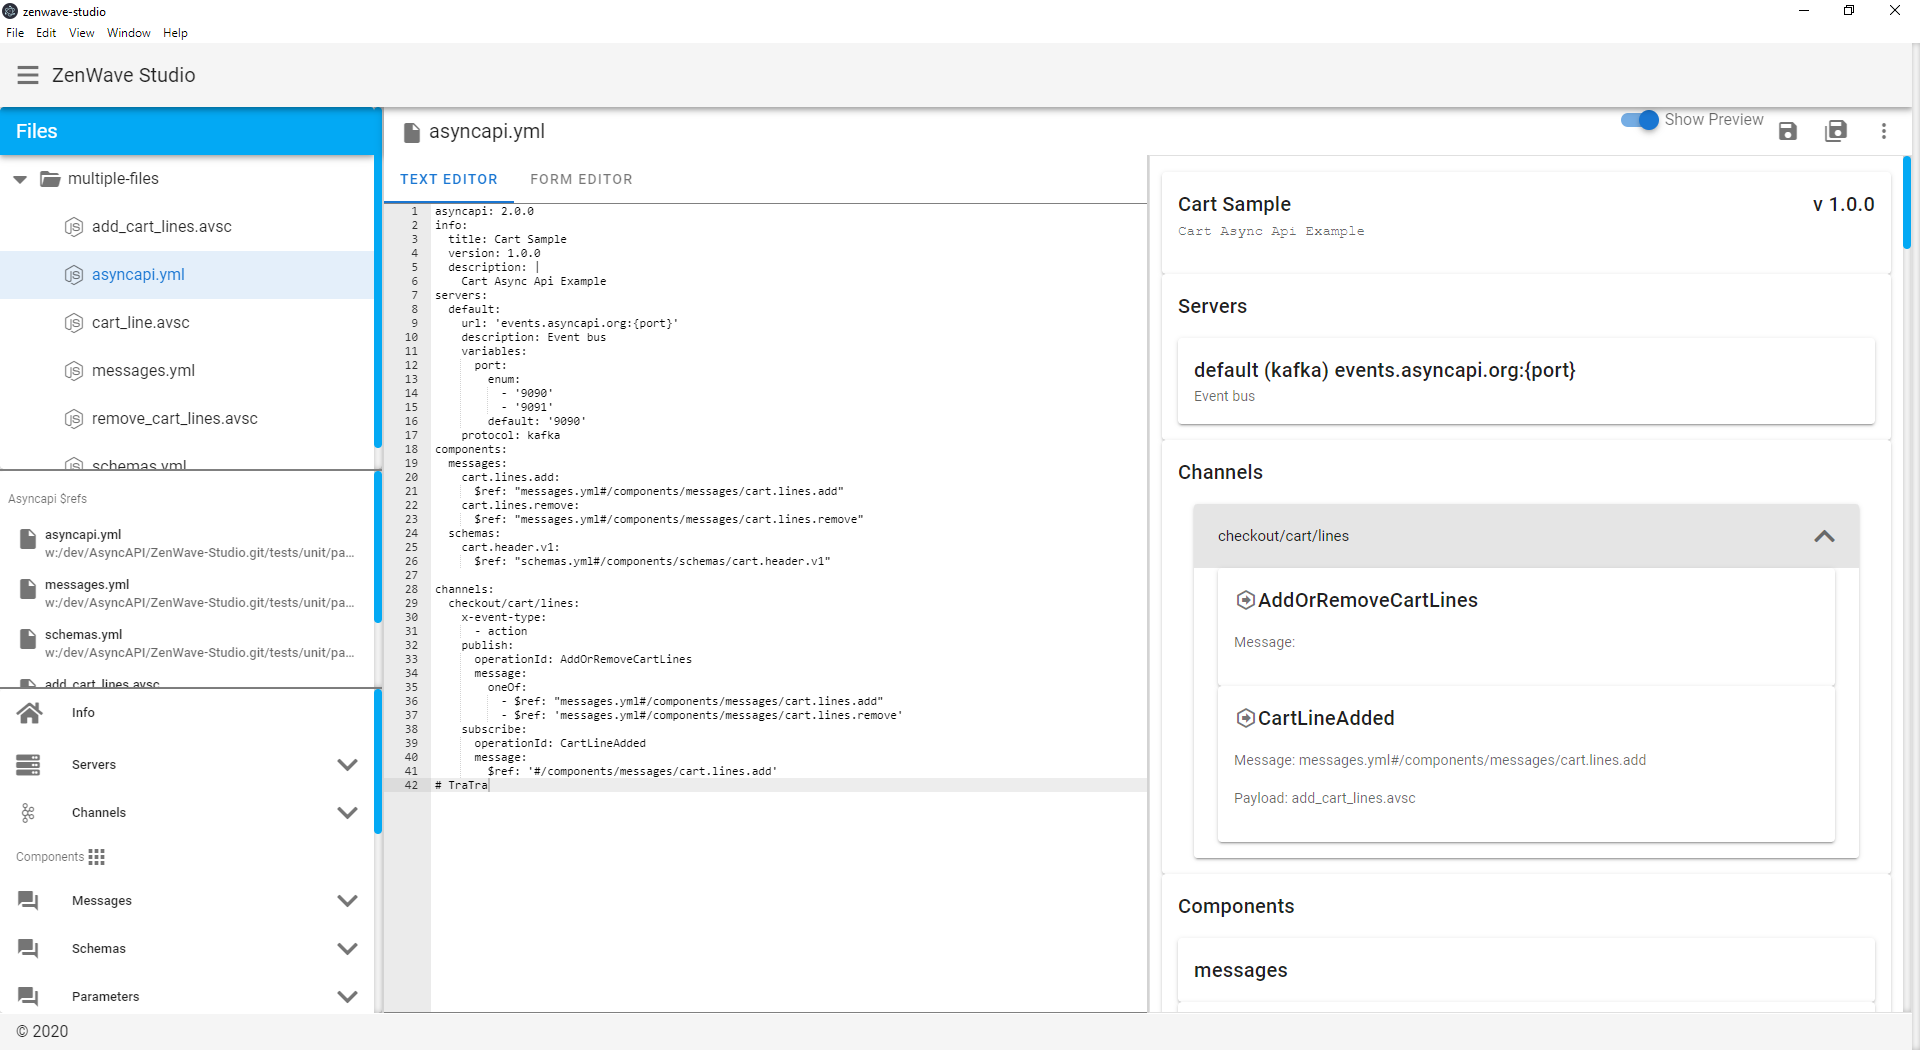 zenwave-studio
File Edit View Window Help
ZenWave Studio
Files
multiple-files
add_cart_lines.avsc
asyncapi.yml
cart_line.avsc
messages.yml
remove_cart_lines.avsc
schemas.yml
Asyncapi $refs
asyncapi.yml
w:/dev/AsyncAPI/ZenWave-Studio.git/tests/unit/pa...
messages.yml
w:/dev/AsyncAPI/ZenWave-Studio.git/tests/unit/pa...
schemas.yml
w:/dev/AsyncAPI/ZenWave-Studio.git/tests/unit/pa...
add_cart_lines.avsc
Info
Servers
Channels
Components
Messages
Schemas
Parameters
asyncapi.yml
Show Preview
TEXT EDITOR FORM EDITOR
1 asyncapi: 2.0.0
2 info:
3 title: Cart Sample
4 version: 1.0.0
5 description: |
6 Cart Async Api Example
7 servers:
8 default:
9 url: 'events.asyncapi.org:{port}'
10 description: Event bus
11 variables:
12 port:
13 enum:
14 - '9090'
15 - '9091'
16 default: '9090'
17 protocol: kafka
18 components:
19 messages:
20 cart.lines.add:
21 $ref: "messages.yml#/components/messages/cart.lines.add"
22 cart.lines.remove:
23 $ref: "messages.yml#/components/messages/cart.lines.remove"
24 schemas:
25 cart.header.v1:
26 $ref: "schemas.yml#/components/schemas/cart.header.v1"
27
28 channels:
29 checkout/cart/lines:
30 x-event-type:
31 - action
32 publish:
33 operationId: AddOrRemoveCartLines
34 message:
35 oneOf:
36 - $ref: "messages.yml#/components/messages/cart.lines.add"
37 - $ref: 'messages.yml#/components/messages/cart.lines.remove'
38 subscribe:
39 operationId: CartLineAdded
40 message:
41 $ref: '#/components/messages/cart.lines.add'
42 # TraTra
Cart Sample v 1.0.0
Cart Async Api Example
Servers
default (kafka) events.asyncapi.org:{port}
Event bus
Channels
checkout/cart/lines
AddOrRemoveCartLines
Message:
CartLineAdded
Message: messages.yml#/components/messages/cart.lines.add
Payload: add_cart_lines.avsc
Components
messages
© 2020